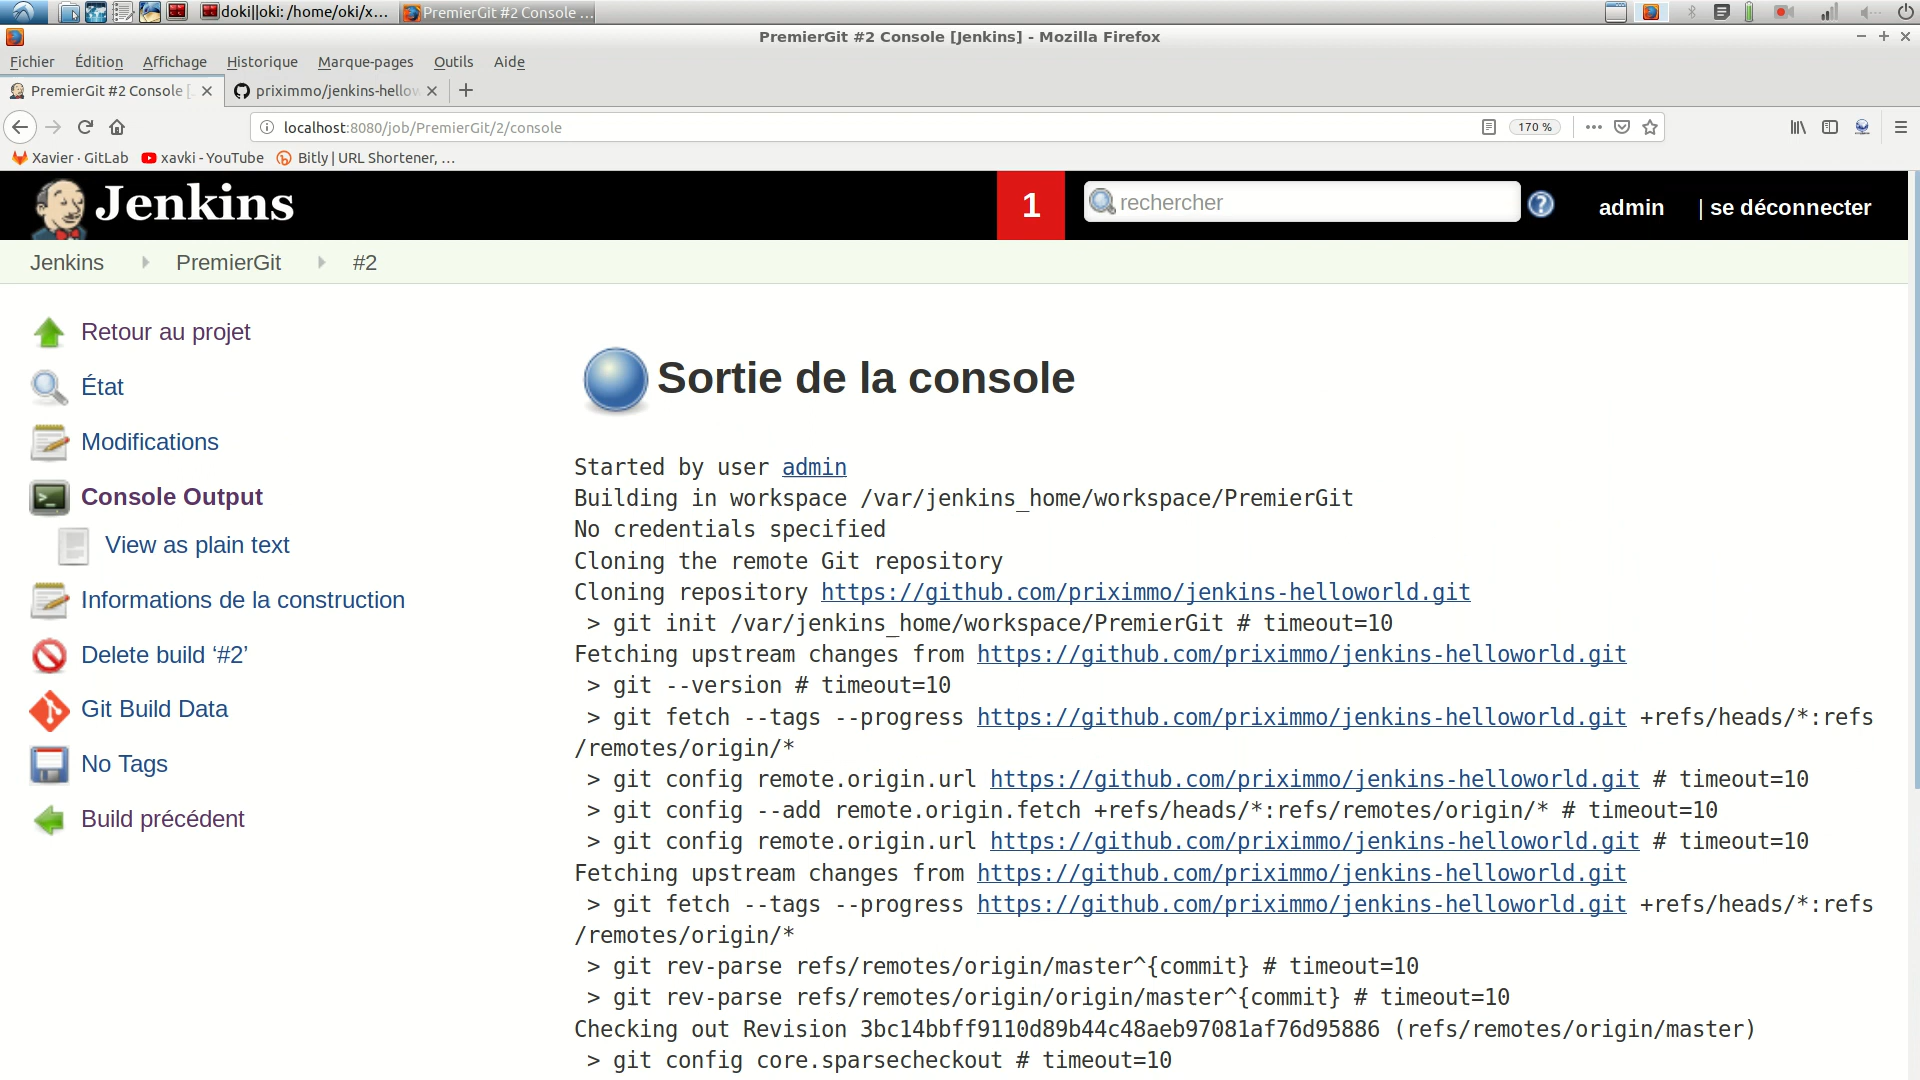 doki||oki: /home/oki/x...
PremierGit #2 Console ...
PremierGit #2 Console [Jenkins] - Mozilla Firefox
Fichier Édition Affichage Historique Marque-pages Outils Aide
PremierGit #2 Console [
priximmo/jenkins-hellow
localhost:8080/job/PremierGit/2/console
170 %
Xavier · GitLab xavki - YouTube Bitly | URL Shortener, ...
Jenkins
1
rechercher
admin | se déconnecter
Jenkins PremierGit #2
Retour au projet
État
Modifications
Console Output
View as plain text
Informations de la construction
Delete build ‘#2’
Git Build Data
No Tags
Build précédent
Sortie de la console
Started by user admin
Building in workspace /var/jenkins_home/workspace/PremierGit
No credentials specified
Cloning the remote Git repository
Cloning repository https://github.com/priximmo/jenkins-helloworld.git
> git init /var/jenkins_home/workspace/PremierGit # timeout=10
Fetching upstream changes from https://github.com/priximmo/jenkins-helloworld.git
> git --version # timeout=10
> git fetch --tags --progress https://github.com/priximmo/jenkins-helloworld.git +refs/heads/*:refs
/remotes/origin/*
> git config remote.origin.url https://github.com/priximmo/jenkins-helloworld.git # timeout=10
> git config --add remote.origin.fetch +refs/heads/*:refs/remotes/origin/* # timeout=10
> git config remote.origin.url https://github.com/priximmo/jenkins-helloworld.git # timeout=10
Fetching upstream changes from https://github.com/priximmo/jenkins-helloworld.git
> git fetch --tags --progress https://github.com/priximmo/jenkins-helloworld.git +refs/heads/*:refs
/remotes/origin/*
> git rev-parse refs/remotes/origin/master^{commit} # timeout=10
> git rev-parse refs/remotes/origin/origin/master^{commit} # timeout=10
Checking out Revision 3bc14bbff9110d89b44c48aeb97081af76d95886 (refs/remotes/origin/master)
> git config core.sparsecheckout # timeout=10